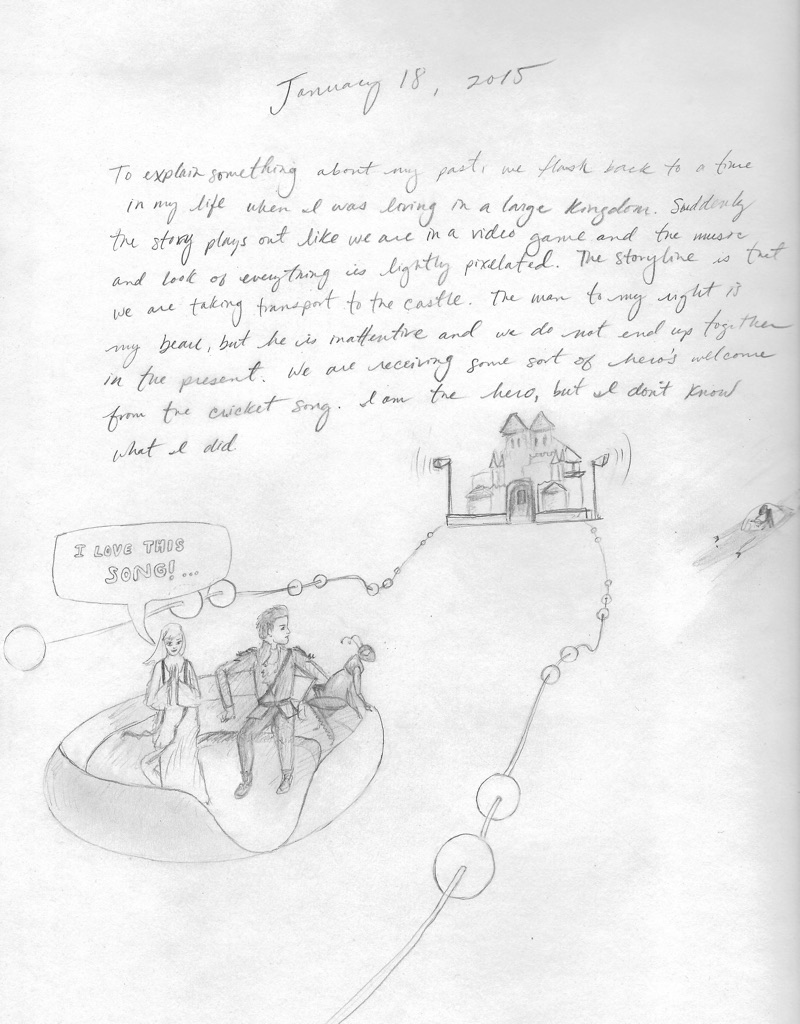 January 18, 2015
To explain something about my past, we flash back to a time
in my life when I was living in a large kingdom. Suddenly
the story plays out like we are in a video game and the music
and look of everything is lightly pixelated. The storyline is that
we are taking transport to the castle. The man to my right is
my beau, but he is inattentive and we do not end up together
in the present. We are receiving some sort of hero's welcome
from the cricket song. I am the hero, but I don't know
what I did.
I LOVE THIS
SONG!...